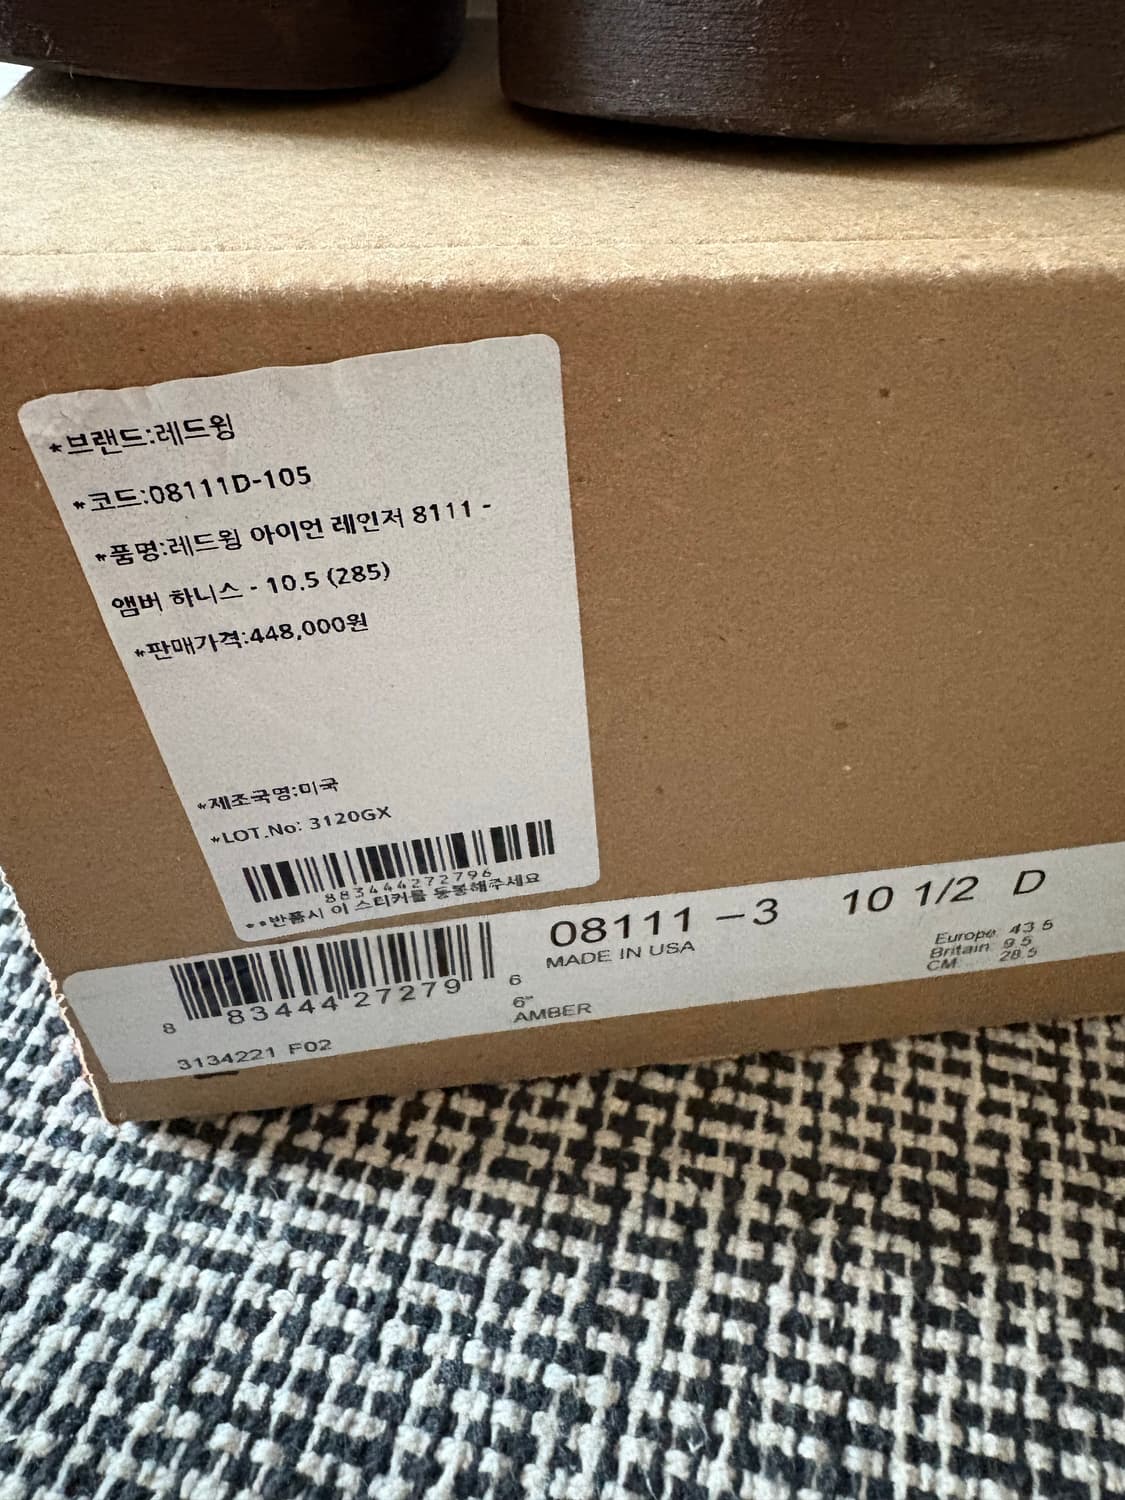 *브랜드:레드윙
*코드:08111D-105
*품명:레드윙 아이언 레인저 8111 -
앰버 하니스 - 10.5 (285)
*판매가격:448,000원
*제조국명:미국
*LOT.No: 3120GX
883444272796
**반품시 이 스티커를 동봉해주세요
8 83444 27279 6
08111 -3 10 1/2 D
MADE IN USA
Europe 43.5
Britain 9.5
CM 28.5
6"
AMBER
3134221 F02